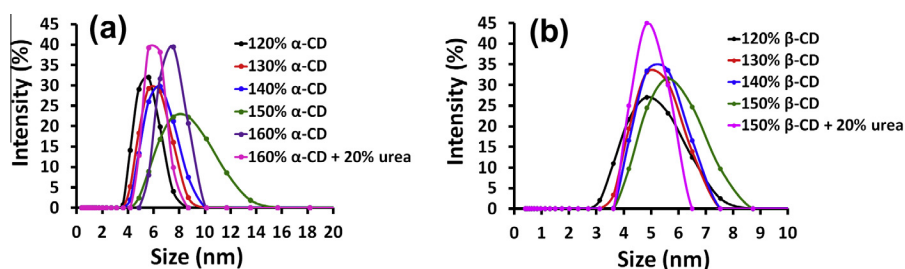 (a)
Intensity (%)
45
40
35
30
25
20
15
10
5
0
0 2 4 6 8 10 12 14 16 18 20
Size (nm)
120% α-CD
130% α-CD
140% α-CD
150% α-CD
160% α-CD
160% α-CD + 20% urea
(b)
Intensity (%)
45
40
35
30
25
20
15
10
5
0
0 1 2 3 4 5 6 7 8 9 10
Size (nm)
120% β-CD
130% β-CD
140% β-CD
150% β-CD
150% β-CD + 20% urea